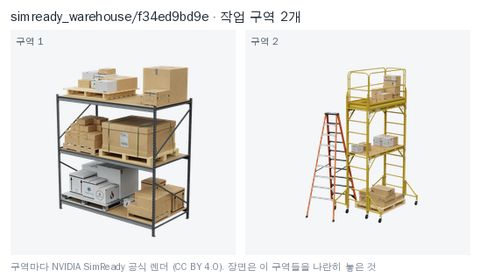 simready_warehouse/f34ed9bd9e · 작업 구역 2개
구역 1
구역 2
구역마다 NVIDIA SimReady 공식 렌더 (CC BY 4.0). 장면은 이 구역들을 나란히 놓은 것